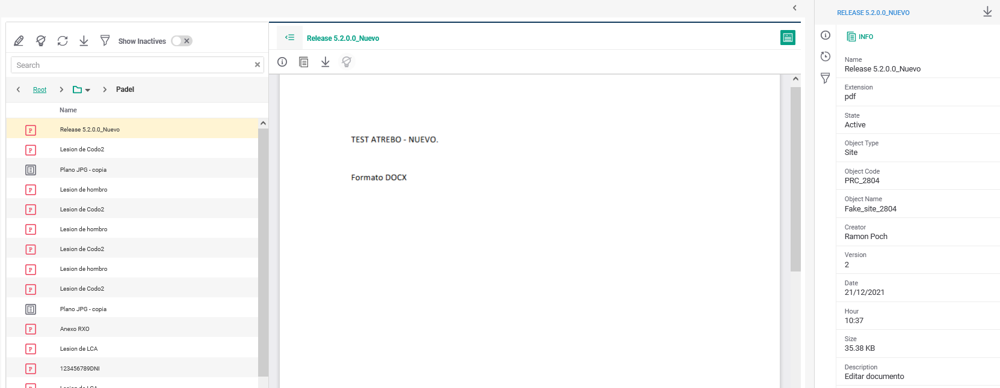 Show Inactives
Search
Root
Padel
Name
Release 5.2.0.0_Nuevo
Lesion de Codo2
Plano JPG - copia
Lesion de hombro
Lesion de Codo2
Lesion de hombro
Lesion de Codo2
Lesion de hombro
Lesion de Codo2
Plano JPG - copia
Anexo RXO
Lesion de LCA
123456789DNI
Lesion de LCA
Release 5.2.0.0_Nuevo
TEST ATREBO - NUEVO.
Formato DOCX
RELEASE 5.2.0.0_NUEVO
INFO
Name
Release 5.2.0.0_Nuevo
Extension
pdf
State
Active
Object Type
Site
Object Code
PRC_2804
Object Name
Fake_site_2804
Creator
Ramon Poch
Version
2
Date
21/12/2021
Hour
10:37
Size
35.38 KB
Description
Editar documento